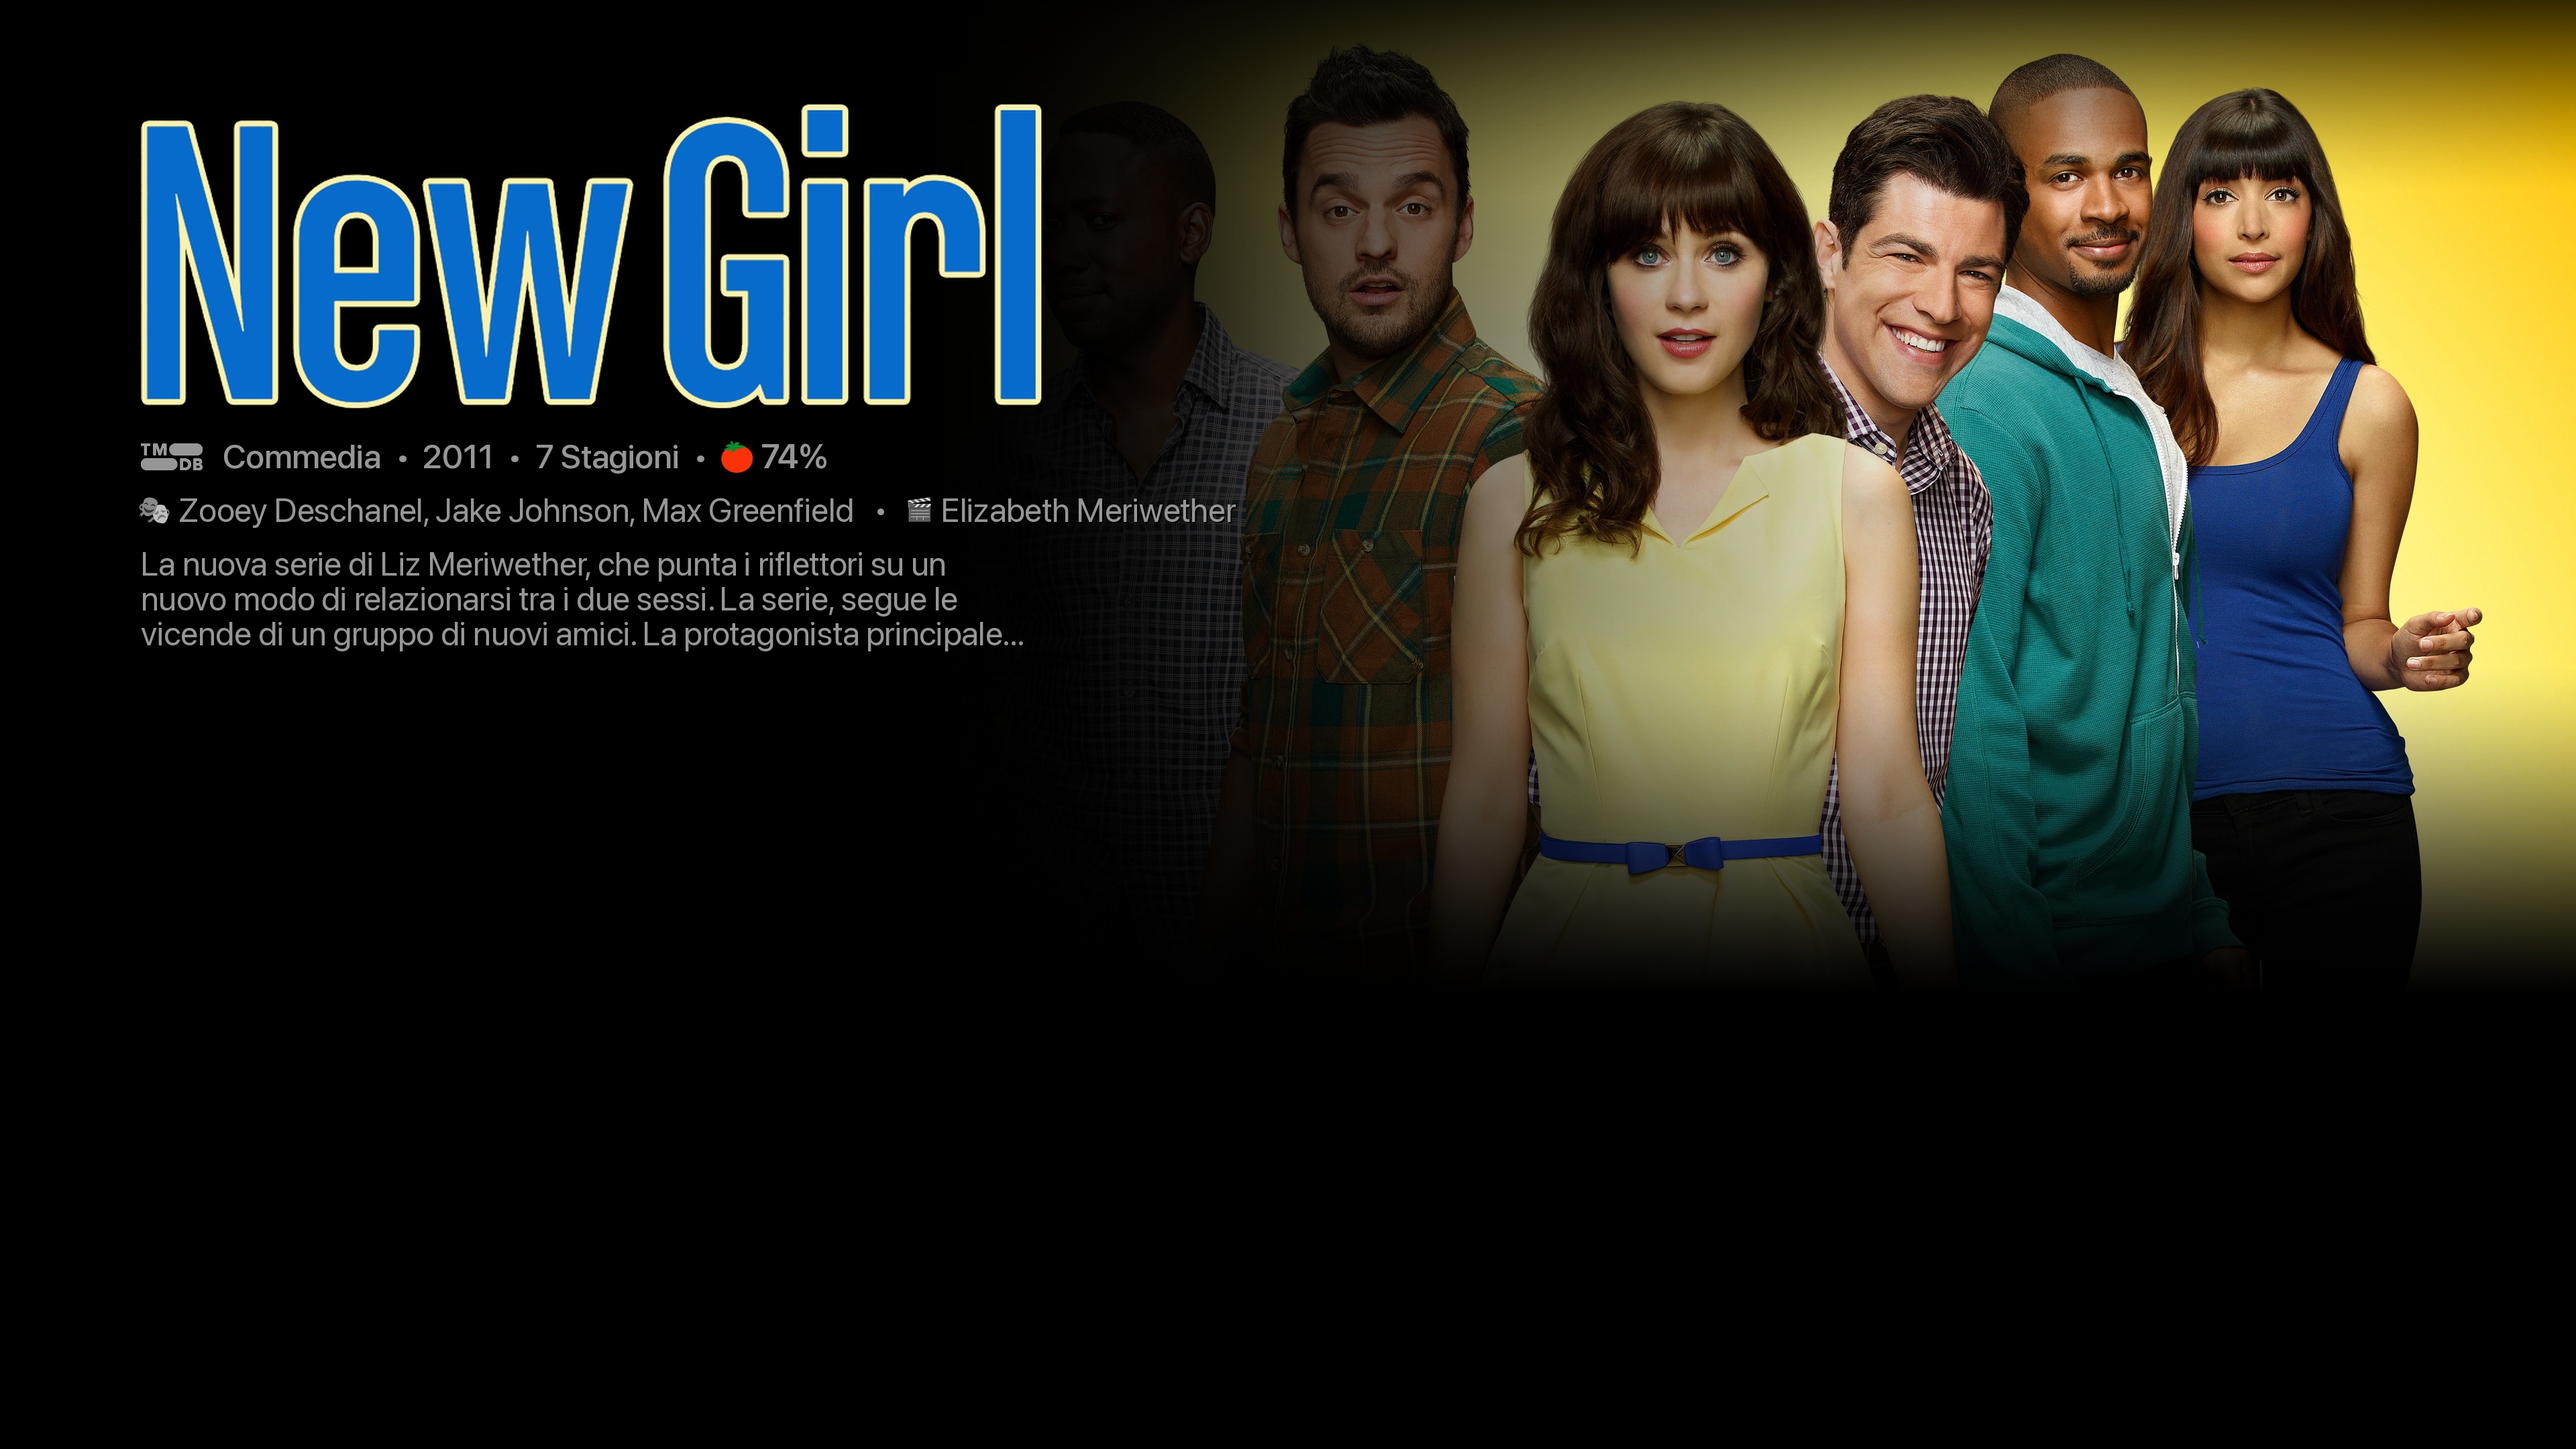 New Girl
TMDB Commedia • 2011 • 7 Stagioni • 74%
Zooey Deschanel, Jake Johnson, Max Greenfield • Elizabeth Meriwether
La nuova serie di Liz Meriwether, che punta i riflettori su un
nuovo modo di relazionarsi tra i due sessi. La serie, segue le
vicende di un gruppo di nuovi amici. La protagonista principale...